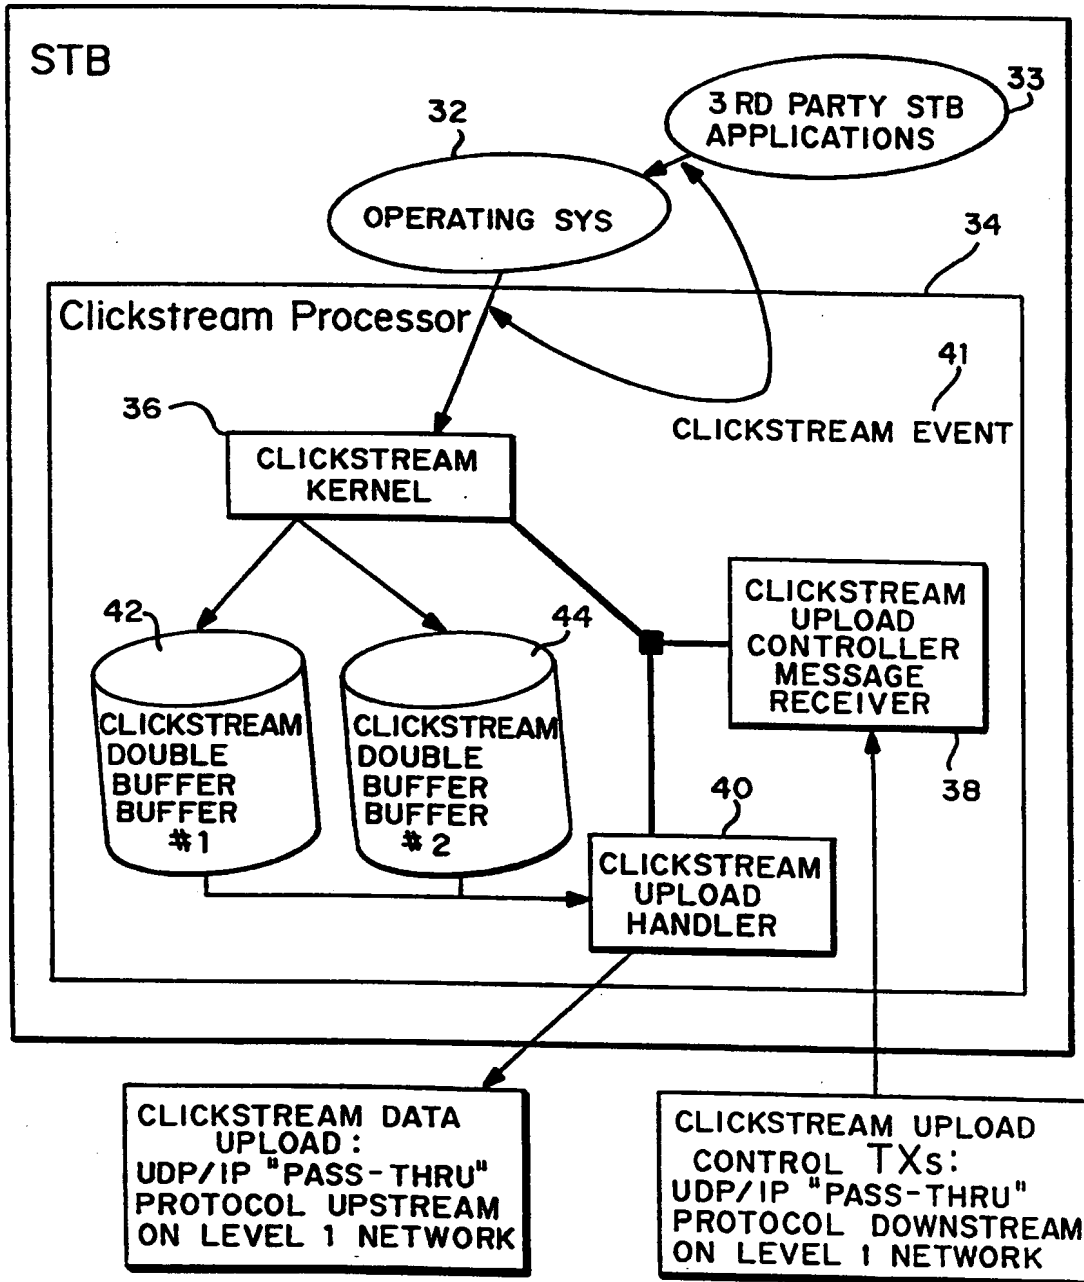 STB
33
3 RD PARTY STB
APPLICATIONS
32
OPERATING SYS
34
Clickstream Processor
41
CLICKSTREAM EVENT
36
CLICKSTREAM
KERNEL
42
44
CLICKSTREAM
DOUBLE
BUFFER
BUFFER
#1
CLICKSTREAM
DOUBLE
BUFFER
BUFFER
#2
CLICKSTREAM
UPLOAD
CONTROLLER
MESSAGE
RECEIVER
38
40
CLICKSTREAM
UPLOAD
HANDLER
CLICKSTREAM DATA
UPLOAD:
UDP/IP "PASS-THRU"
PROTOCOL UPSTREAM
ON LEVEL 1 NETWORK
CLICKSTREAM UPLOAD
CONTROL TXs:
UDP/IP "PASS-THRU"
PROTOCOL DOWNSTREAM
ON LEVEL 1 NETWORK